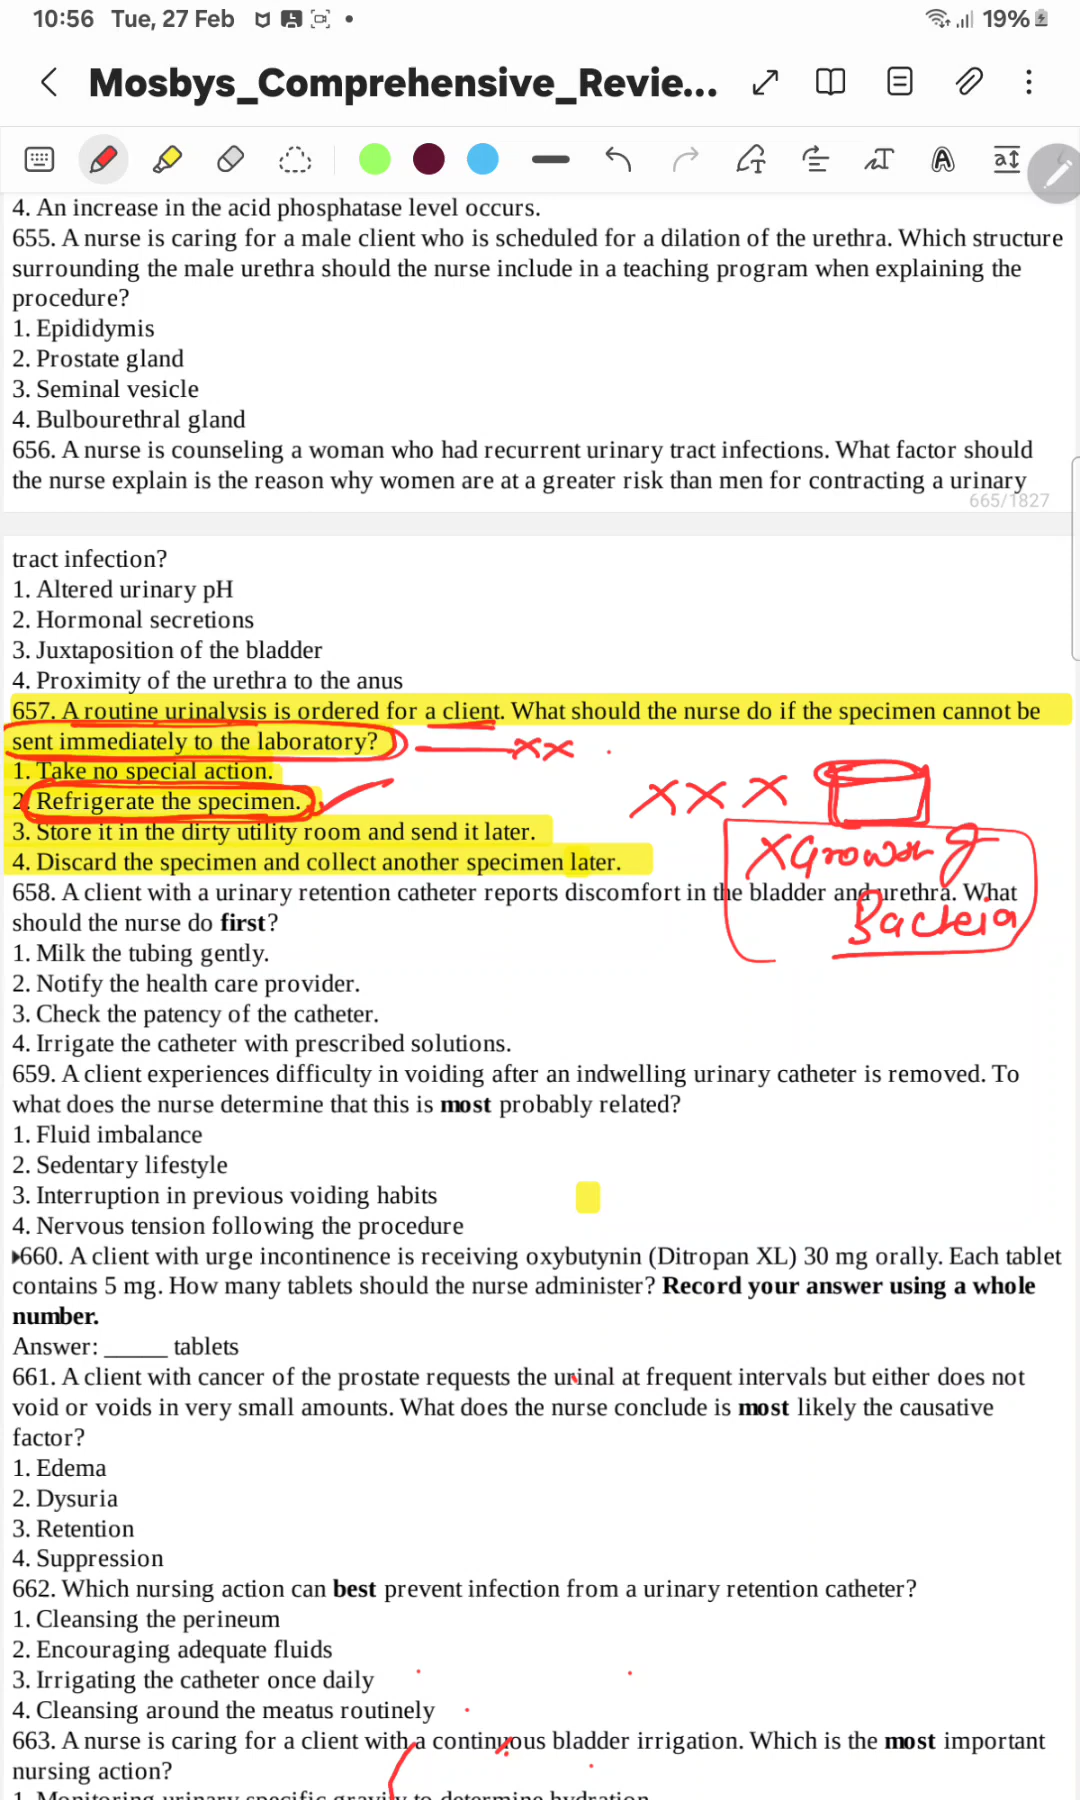 10:56 Tue, 27 Feb
19%
Mosbys_Comprehensive_Revie...
4. An increase in the acid phosphatase level occurs.
655. A nurse is caring for a male client who is scheduled for a dilation of the urethra. Which structure
surrounding the male urethra should the nurse include in a teaching program when explaining the
procedure?
1. Epididymis
2. Prostate gland
3. Seminal vesicle
4. Bulbourethral gland
656. A nurse is counseling a woman who had recurrent urinary tract infections. What factor should
the nurse explain is the reason why women are at a greater risk than men for contracting a urinary
665/1827
tract infection?
1. Altered urinary pH
2. Hormonal secretions
3. Juxtaposition of the bladder
4. Proximity of the urethra to the anus
657. A routine urinalysis is ordered for a client. What should the nurse do if the specimen cannot be
sent immediately to the laboratory?
xx
1. Take no special action.
2. Refrigerate the specimen.
x x x
3. Store it in the dirty utility room and send it later.
4. Discard the specimen and collect another specimen later.
658. A client with a urinary retention catheter reports discomfort in the bladder and urethra. What
should the nurse do first?
1. Milk the tubing gently.
2. Notify the health care provider.
3. Check the patency of the catheter.
4. Irrigate the catheter with prescribed solutions.
659. A client experiences difficulty in voiding after an indwelling urinary catheter is removed. To
what does the nurse determine that this is most probably related?
1. Fluid imbalance
2. Sedentary lifestyle
3. Interruption in previous voiding habits
4. Nervous tension following the procedure
660. A client with urge incontinence is receiving oxybutynin (Ditropan XL) 30 mg orally. Each tablet
contains 5 mg. How many tablets should the nurse administer? Record your answer using a whole
number.
Answer: _____ tablets
661. A client with cancer of the prostate requests the urinal at frequent intervals but either does not
void or voids in very small amounts. What does the nurse conclude is most likely the causative
factor?
1. Edema
2. Dysuria
3. Retention
4. Suppression
662. Which nursing action can best prevent infection from a urinary retention catheter?
1. Cleansing the perineum
2. Encouraging adequate fluids
3. Irrigating the catheter once daily
4. Cleansing around the meatus routinely
663. A nurse is caring for a client with a continuous bladder irrigation. Which is the most important
nursing action?
1. Monitoring urinary specific gravity to determine hydration